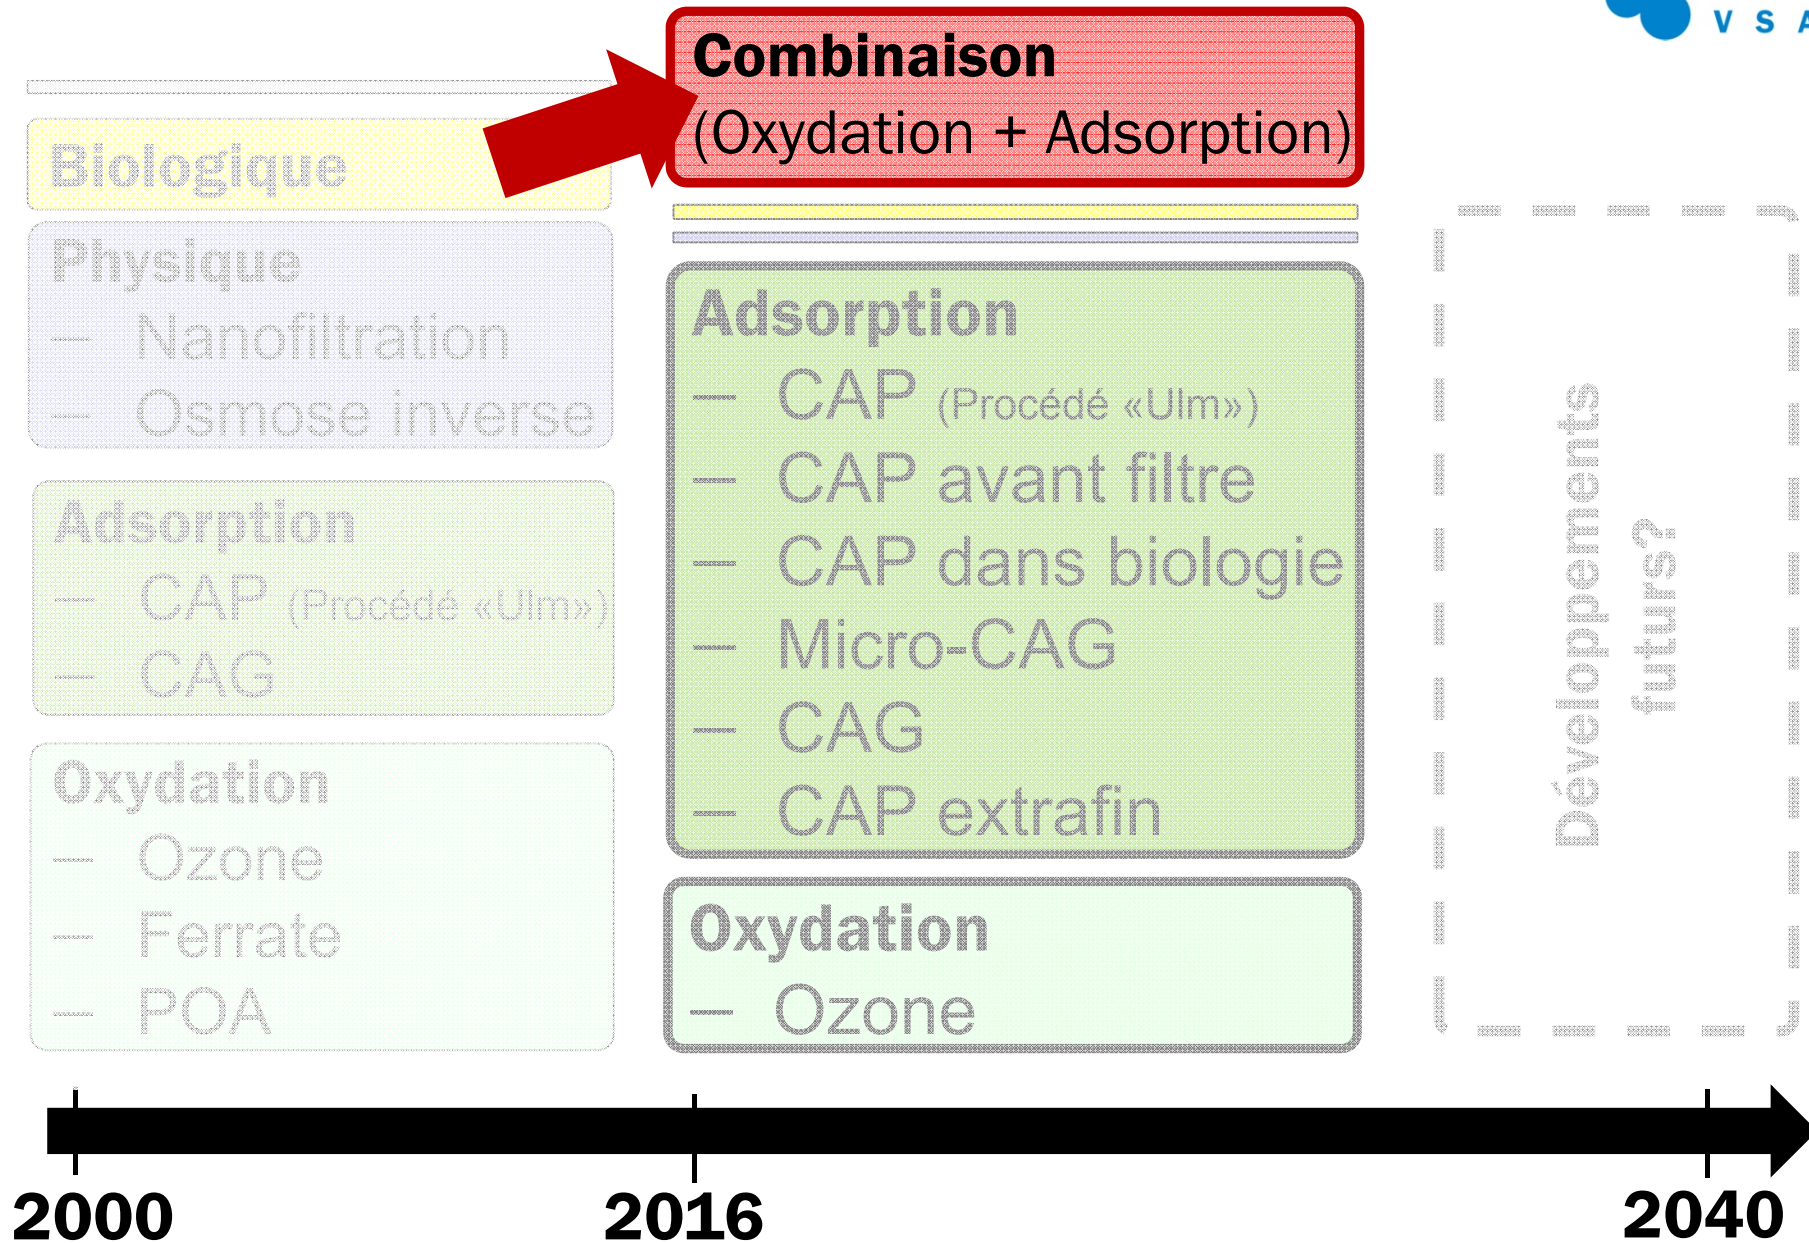 V S A
Combinaison
(Oxydation + Adsorption)
Biologique
Physique
– Nanofiltration
– Osmose inverse
Adsorption
– CAP (Procédé «Ulm»)
– CAG
Oxydation
– Ozone
– Ferrate
– POA
Adsorption
– CAP (Procédé «Ulm»)
– CAP avant filtre
– CAP dans biologie
– Micro-CAG
– CAG
– CAP extrafin
Oxydation
– Ozone
Développements
futurs?
2000
2016
2040